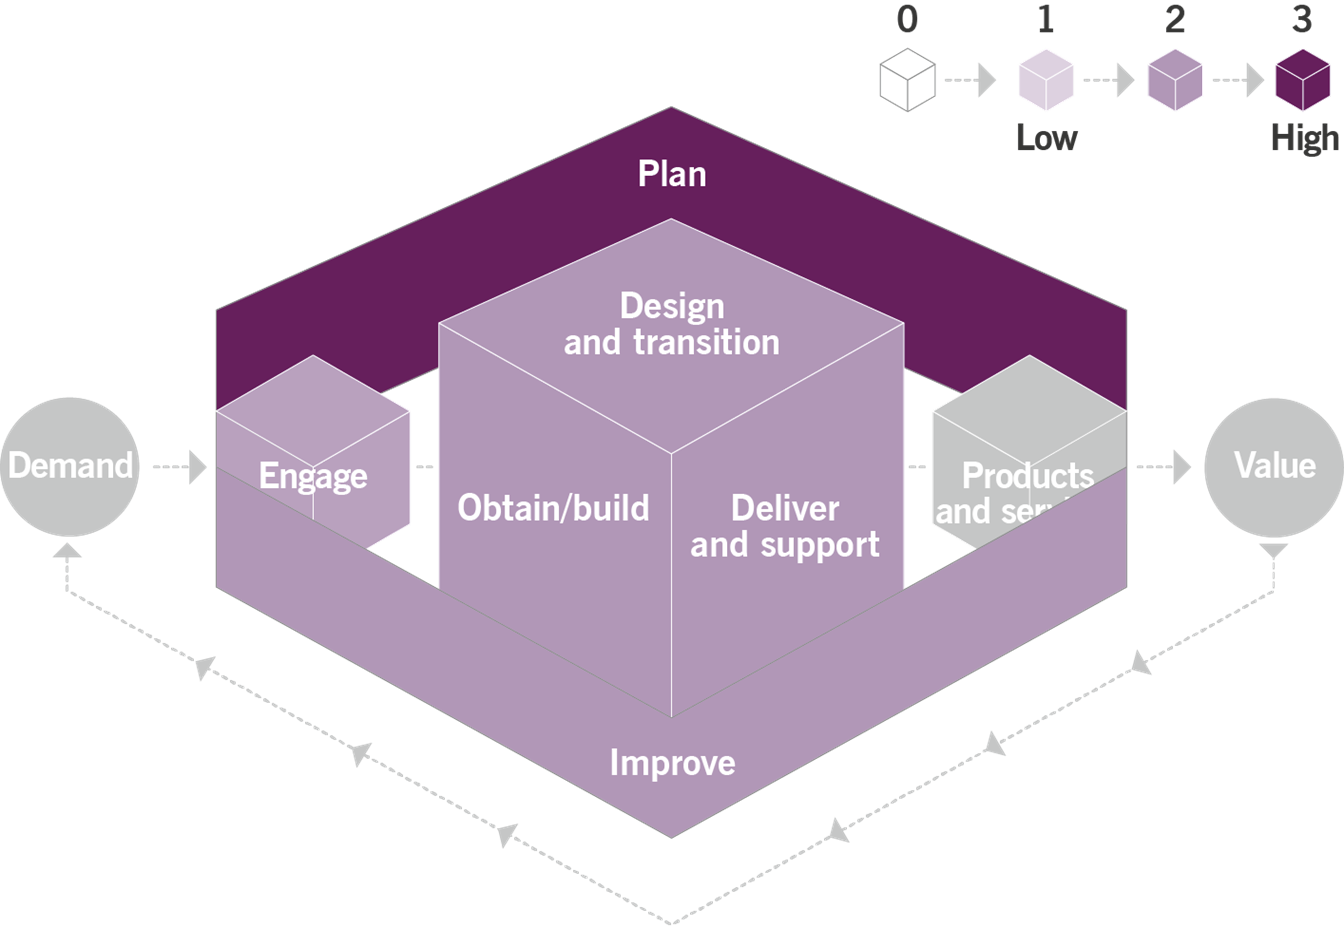 0 1 2 3
Low High
Plan
Design
and transition
Demand
Engage
Obtain/build
Deliver
and support
Products
and ser
Value
Improve